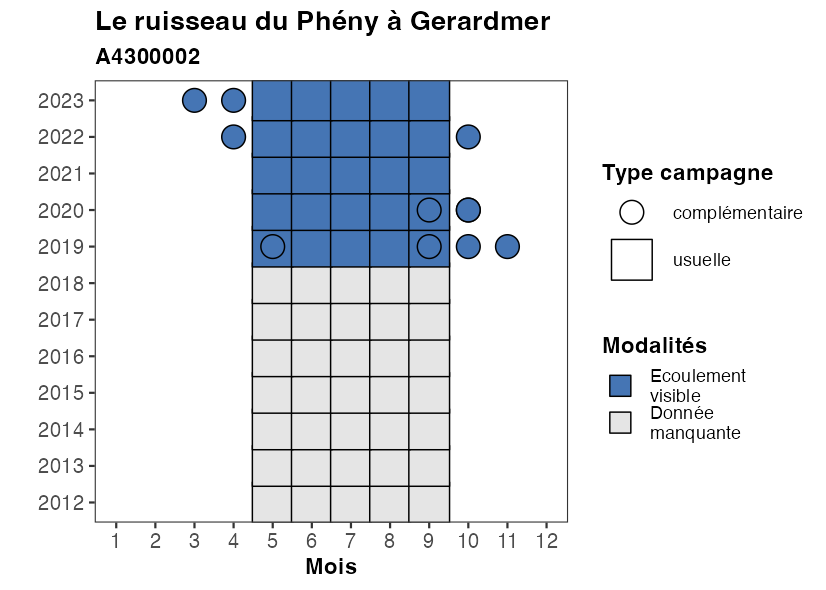 Le ruisseau du Phény à Gerardmer
A4300002
2023
2022
2021
2020
2019
2018
2017
2016
2015
2014
2013
2012
1 2 3 4 5 6 7 8 9 10 11 12
Mois
Type campagne
complémentaire
usuelle
Modalités
Ecoulement
visible
Donnée
manquante